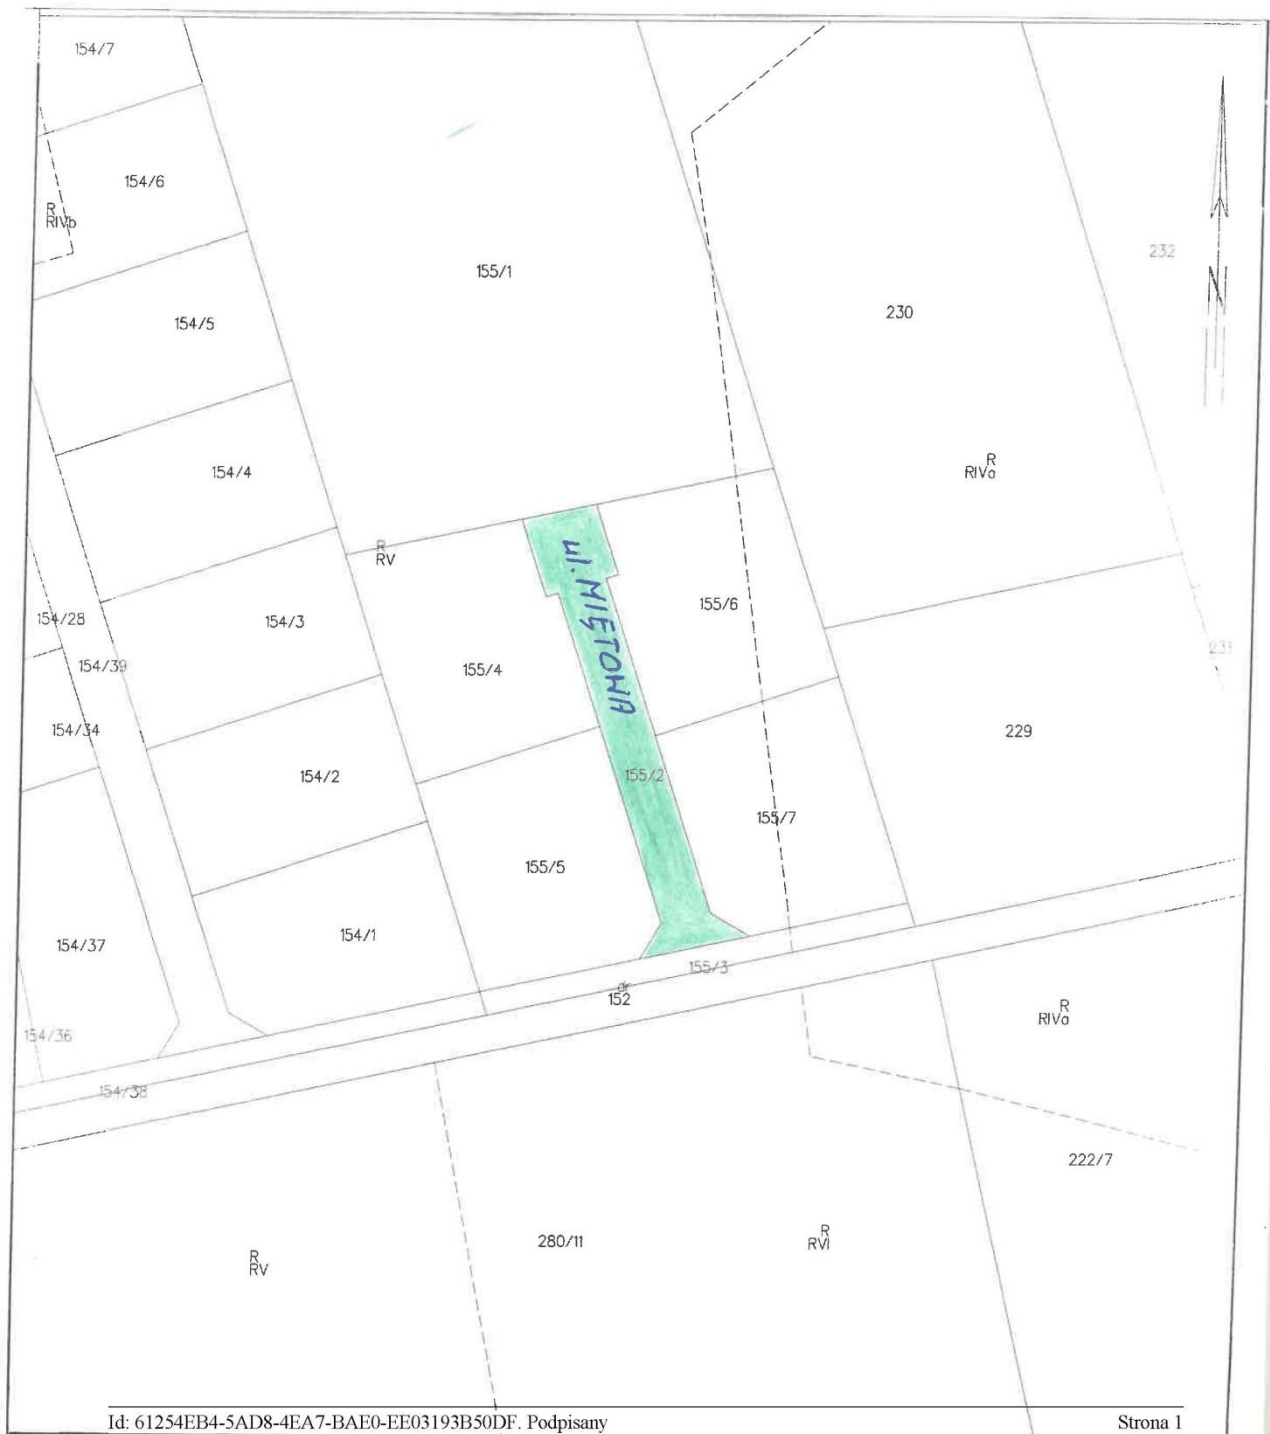 154/7
154/6
R
RIVb
155/1
232
154/5
230
N
154/4
R
RIVa
R
RV
ul. MIĘTOWA
155/6
154/28
154/3
154/39
155/4
231
154/34
229
154/2
155/2
155/7
155/5
154/1
154/37
155/3
dr
152
R
RIVa
154/36
154/38
222/7
280/11
R
RVI
R
RV
Id: 61254EB4-5AD8-4EA7-BAE0-EE03193B50DF. Podpisany
Strona 1